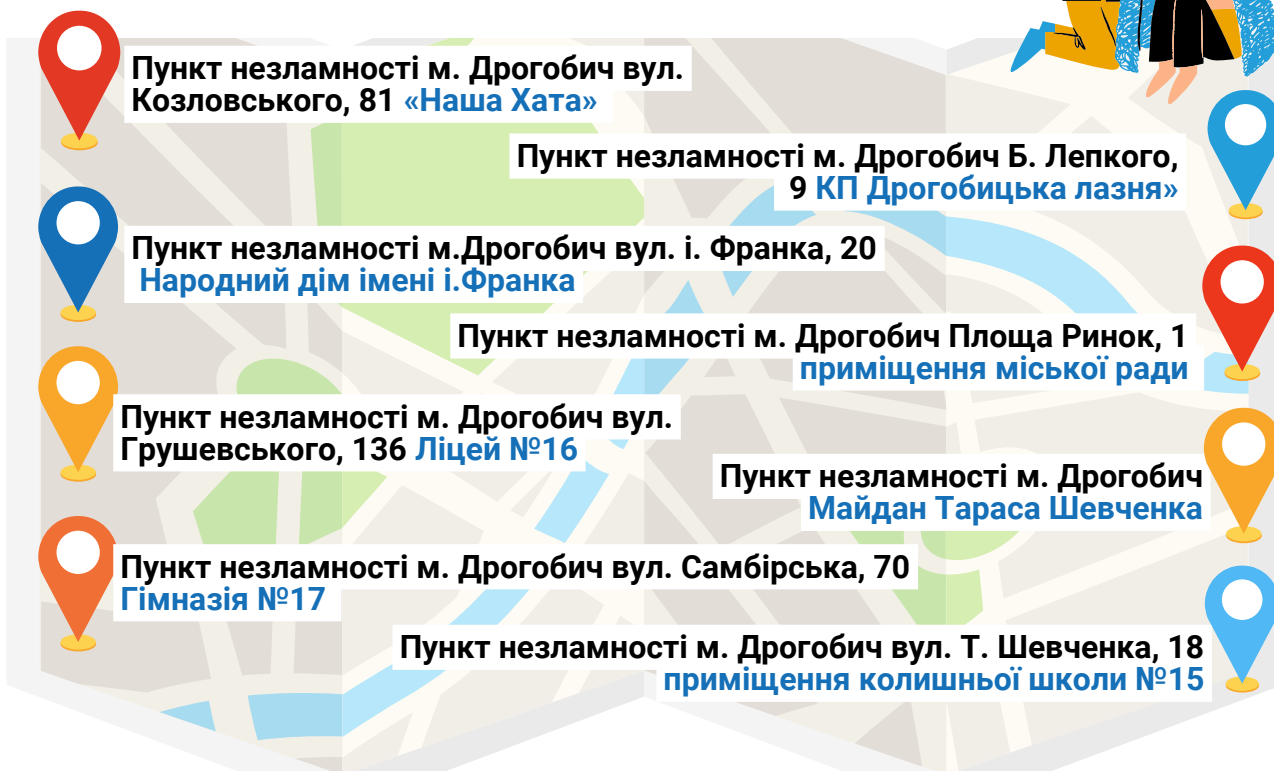 Пункт незламності м. Дрогобич вул.
Козловського, 81 «Наша Хата»
Пункт незламності м. Дрогобич Б. Лепкого,
9 КП Дрогобицька лазня»
Пункт незламності м.Дрогобич вул. і. Франка, 20
Народний дім імені і.Франка
Пункт незламності м. Дрогобич Площа Ринок, 1
приміщення міської ради
Пункт незламності м. Дрогобич вул.
Грушевського, 136 Ліцей №16
Пункт незламності м. Дрогобич
Майдан Тараса Шевченка
Пункт незламності м. Дрогобич вул. Самбірська, 70
Гімназія №17
Пункт незламності м. Дрогобич вул. Т. Шевченка, 18
приміщення колишньої школи №15